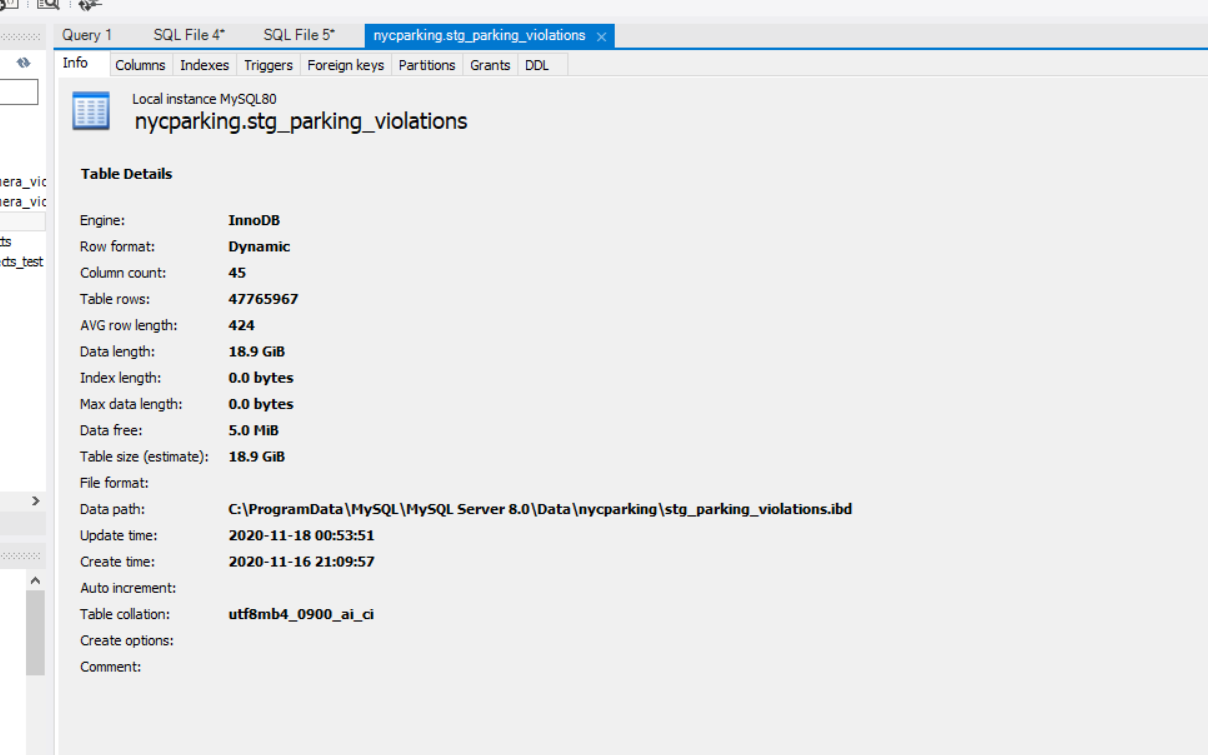 Query 1 SQL File 4* SQL File 5* nycparking.stg_parking_violations
Info Columns Indexes Triggers Foreign keys Partitions Grants DDL
Local instance MySQL80
nycparking.stg_parking_violations
Table Details
Engine: InnoDB
Row format: Dynamic
Column count: 45
Table rows: 47765967
AVG row length: 424
Data length: 18.9 GiB
Index length: 0.0 bytes
Max data length: 0.0 bytes
Data free: 5.0 MiB
Table size (estimate): 18.9 GiB
File format:
Data path: C:\ProgramData\MySQL\MySQL Server 8.0\Data\nycparking\stg_parking_violations.ibd
Update time: 2020-11-18 00:53:51
Create time: 2020-11-16 21:09:57
Auto increment:
Table collation: utf8mb4_0900_ai_ci
Create options:
Comment:
era_vic
era_vic
ts
cts_test